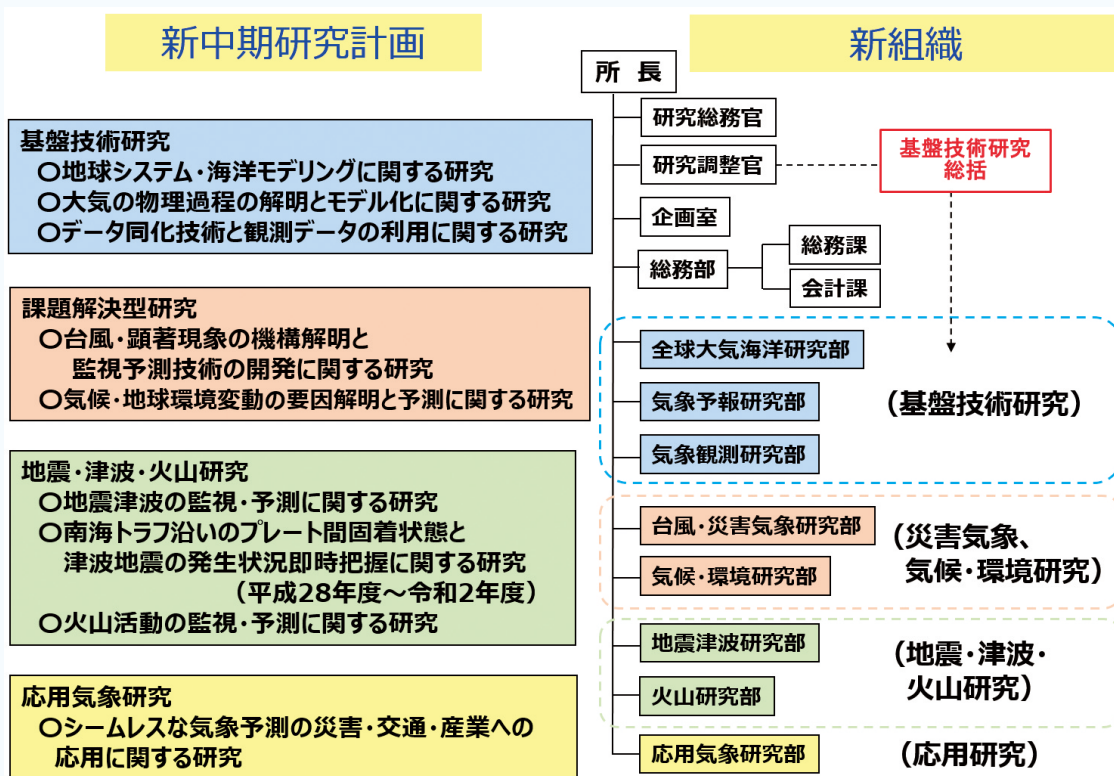 新中期研究計画
基盤技術研究
○地球システム・海洋モデリングに関する研究
○大気の物理過程の解明とモデル化に関する研究
○データ同化技術と観測データの利用に関する研究
課題解決型研究
○台風・顕著現象の機構解明と
監視予測技術の開発に関する研究
○気候・地球環境変動の要因解明と予測に関する研究
地震・津波・火山研究
○地震津波の監視・予測に関する研究
○南海トラフ沿いのプレート間固着状態と
津波地震の発生状況即時把握に関する研究
（平成28年度～令和2年度）
○火山活動の監視・予測に関する研究
応用気象研究
○シームレスな気象予測の災害・交通・産業への
応用に関する研究
新組織
所 長
研究総務官
研究調整官
基盤技術研究
総括
企画室
総務部
総務課
会計課
全球大気海洋研究部
気象予報研究部
（基盤技術研究）
気象観測研究部
台風・災害気象研究部
気候・環境研究部
（災害気象、
気候・環境研究）
地震津波研究部
火山研究部
（地震・津波・
火山研究）
応用気象研究部
（応用研究）